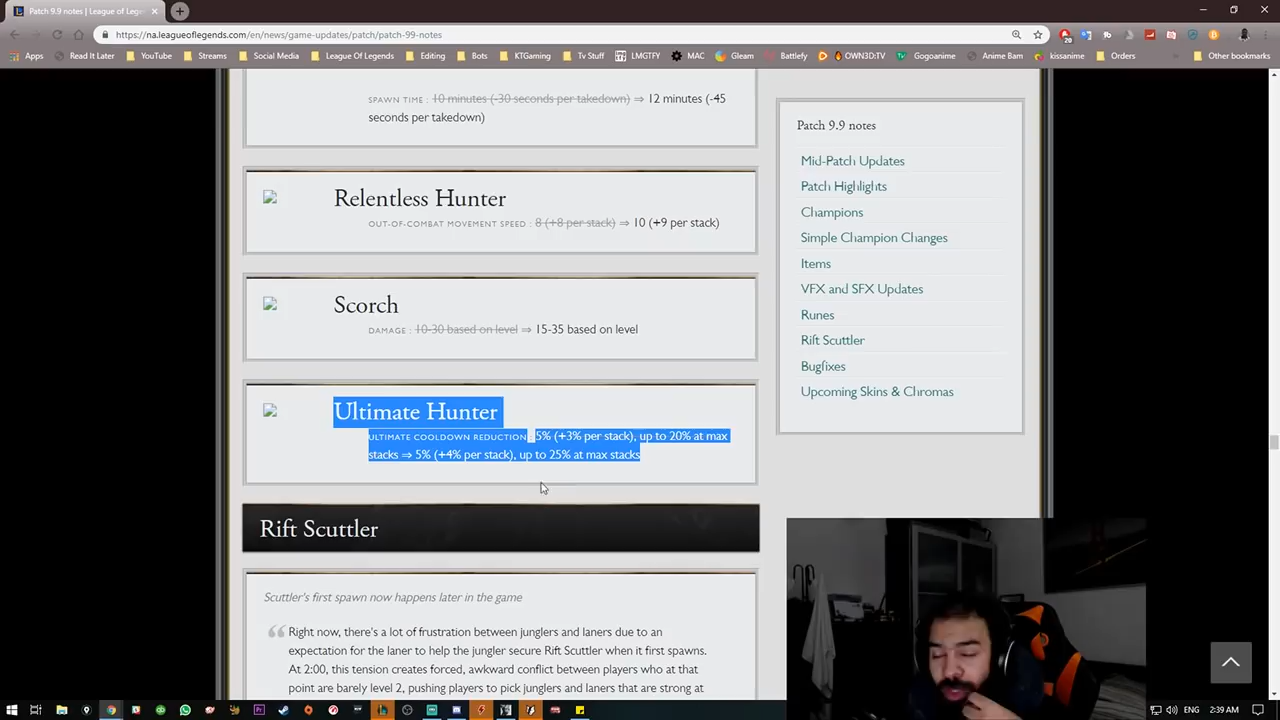 Patch 9.9 notes | League of Lege
https://na.leagueoflegends.com/en/news/game-updates/patch/patch-99-notes
20
Apps Read It Later YouTube Streams Social Media League Of Legends Editing Bots KTGaming Tv Stuff LMGTFY MAC Gleam Battlefy OWN3D:TV Gogoanime Anime Bam kissanime Orders Other bookmarks
SPAWN TIME : 10 minutes (-30 seconds per takedown) ⇒ 12 minutes (-45
seconds per takedown)
Relentless Hunter
OUT-OF-COMBAT MOVEMENT SPEED : 8 (+8 per stack) ⇒ 10 (+9 per stack)
Scorch
DAMAGE : 10-30 based on level ⇒ 15-35 based on level
Ultimate Hunter
ULTIMATE COOLDOWN REDUCTION : 5% (+3% per stack), up to 20% at max
stacks ⇒ 5% (+4% per stack), up to 25% at max stacks
Rift Scuttler
Scuttler's first spawn now happens later in the game
Right now, there's a lot of frustration between junglers and laners due to an
expectation for the laner to help the jungler secure Rift Scuttler when it first spawns.
At 2:00, this tension creates forced, awkward conflict between players who at that
point are barely level 2, pushing players to pick junglers and laners that are strong at
Patch 9.9 notes
Mid-Patch Updates
Patch Highlights
Champions
Simple Champion Changes
Items
VFX and SFX Updates
Runes
Rift Scuttler
Bugfixes
Upcoming Skins & Chromas
ENG 2:39 AM